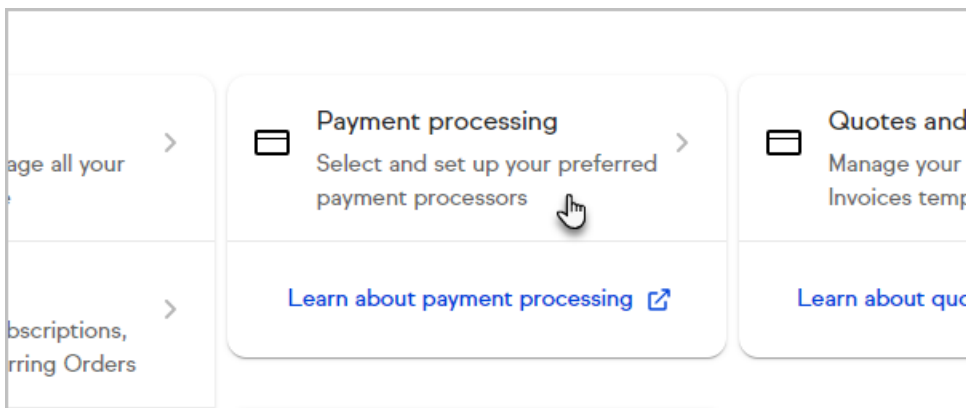 age all your
bscriptions,
rring Orders
Payment processing
Select and set up your preferred
payment processors
Learn about payment processing
Quotes and
Manage your
Invoices temp
Learn about quo